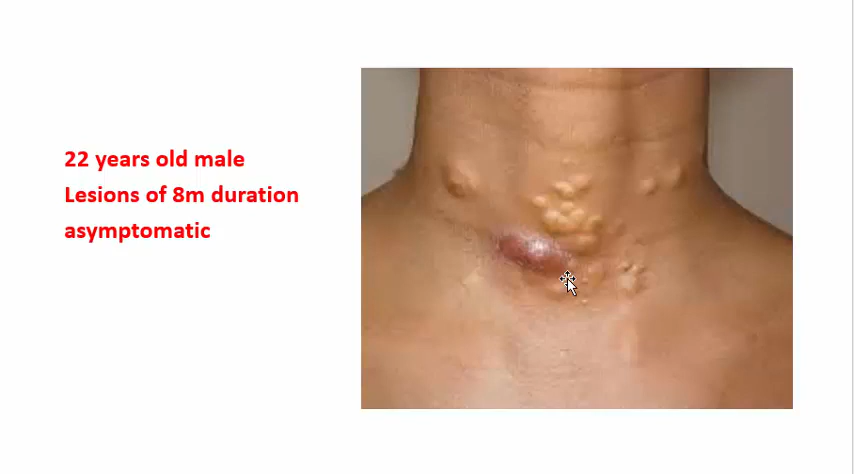 22 years old male
Lesions of 8m duration
asymptomatic